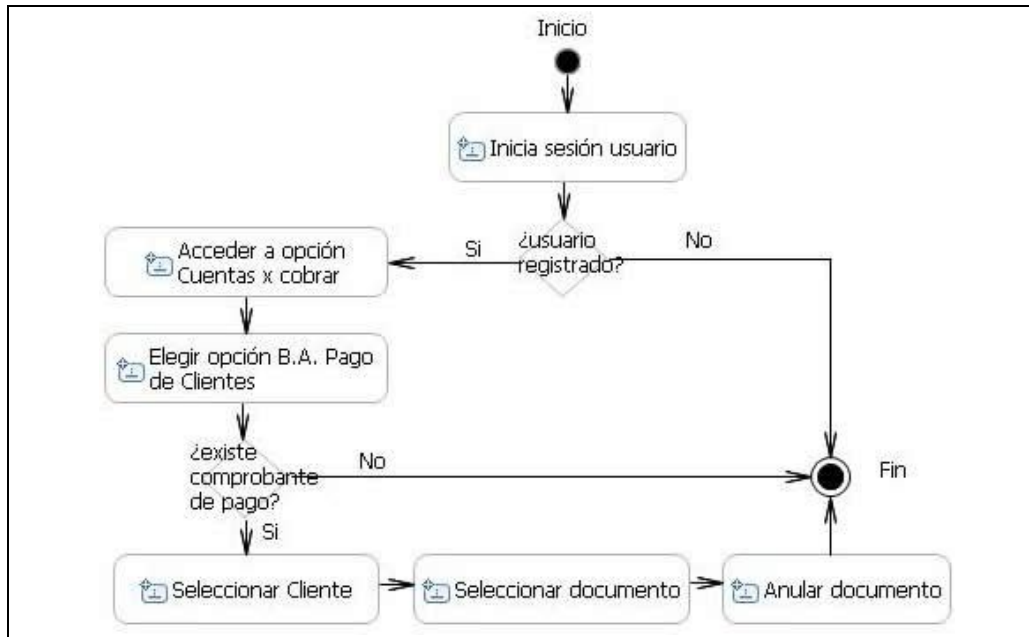 Inicio
Inicia sesión usuario
¿usuario
registrado?
Si
No
Acceder a opción
Cuentas x cobrar
Elegir opción B.A. Pago
de Clientes
¿existe
comprobante
de pago?
No
Fin
Si
Seleccionar Cliente
Seleccionar documento
Anular documento